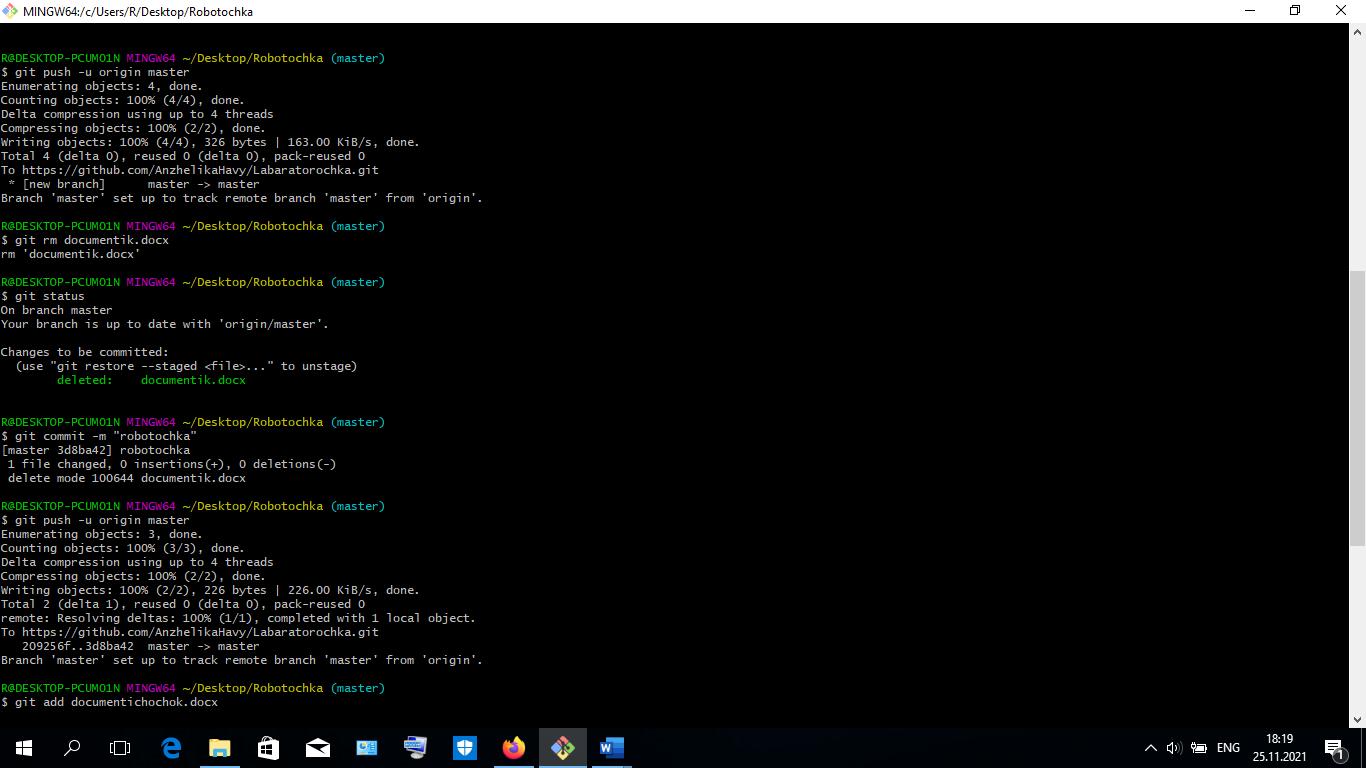 MINGW64:/c/Users/R/Desktop/Robotochka
R@DESKTOP-PCUMO1N MINGW64 ~/Desktop/Robotochka (master)
$ git push -u origin master
Enumerating objects: 4, done.
Counting objects: 100% (4/4), done.
Delta compression using up to 4 threads
Compressing objects: 100% (2/2), done.
Writing objects: 100% (4/4), 326 bytes | 163.00 KiB/s, done.
Total 4 (delta 0), reused 0 (delta 0), pack-reused 0
To https://github.com/AnzhelikaHavy/Labaratorochka.git
 * [new branch]      master -> master
Branch 'master' set up to track remote branch 'master' from 'origin'.
R@DESKTOP-PCUMO1N MINGW64 ~/Desktop/Robotochka (master)
$ git rm documentik.docx
rm 'documentik.docx'
R@DESKTOP-PCUMO1N MINGW64 ~/Desktop/Robotochka (master)
$ git status
On branch master
Your branch is up to date with 'origin/master'.
Changes to be committed:
  (use "git restore --staged <file>..." to unstage)
        deleted:    documentik.docx
R@DESKTOP-PCUMO1N MINGW64 ~/Desktop/Robotochka (master)
$ git commit -m "robotochka"
[master 3d8ba42] robotochka
 1 file changed, 0 insertions(+), 0 deletions(-)
 delete mode 100644 documentik.docx
R@DESKTOP-PCUMO1N MINGW64 ~/Desktop/Robotochka (master)
$ git push -u origin master
Enumerating objects: 3, done.
Counting objects: 100% (3/3), done.
Delta compression using up to 4 threads
Compressing objects: 100% (2/2), done.
Writing objects: 100% (2/2), 226 bytes | 226.00 KiB/s, done.
Total 2 (delta 1), reused 0 (delta 0), pack-reused 0
remote: Resolving deltas: 100% (1/1), completed with 1 local object.
To https://github.com/AnzhelikaHavy/Labaratorochka.git
   209256f..3d8ba42  master -> master
Branch 'master' set up to track remote branch 'master' from 'origin'.
R@DESKTOP-PCUMO1N MINGW64 ~/Desktop/Robotochka (master)
$ git add documentichochok.docx
ENG
18:19
25.11.2021
1